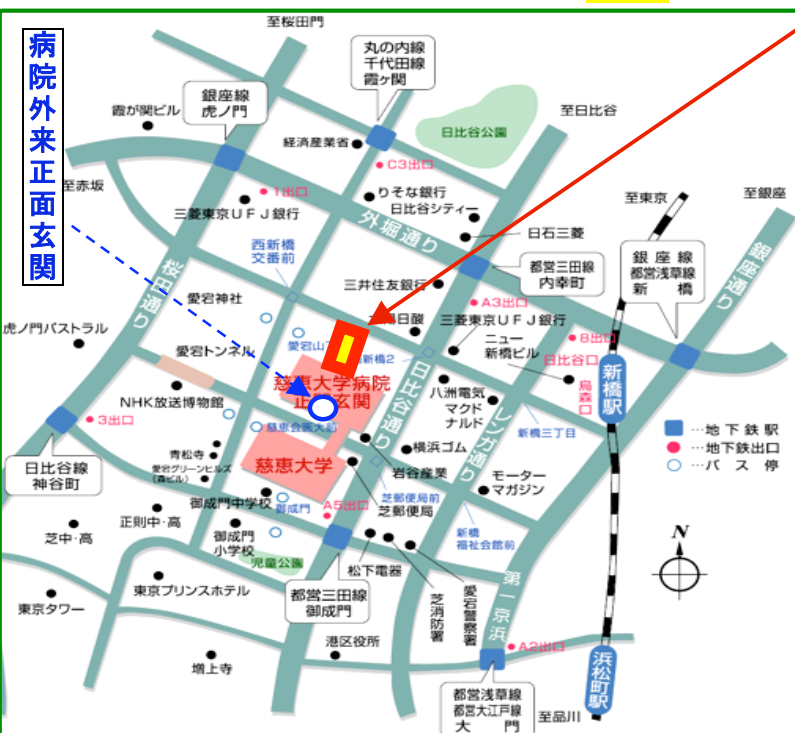 病院外来正面玄関
至桜田門
丸の内線
千代田線
霞ヶ関
銀座線
虎ノ門
霞が関ビル
経済産業省
日比谷公園
至日比谷
C3出口
至赤坂
1出口
りそな銀行
日比谷シティー
至東京
至銀座
三菱東京UFJ銀行
外堀通り
日石三菱
西新橋
交番前
都営三田線
内幸町
銀座線
都営浅草線
新橋
銀座通り
桜田通り
三井住友銀行
愛宕神社
A3出口
日酸
三菱東京UFJ銀行
8出口
虎ノ門パストラル
愛宕トンネル
愛宕山
新橋2
ニュー
新橋ビル
日比谷口
烏森口
新橋駅
慈恵大学病院
正面玄関
日比谷通り
NHK放送博物館
八洲電気
マクド
ナルド
レンガ通り
3出口
慈恵会医大前
新橋三丁目
…地下鉄駅
…地下鉄出口
…バス停
日比谷線
神谷町
青松寺
愛宕グリーンヒルズ
(森ビル)
慈恵大学
横浜ゴム
岩谷産業
モーター
マガジン
御成門中学校
御成門
芝郵便局前
芝郵便局
A5出口
芝中・高
正則中・高
御成門
小学校
新橋
福祉会館前
N
児童公園
松下電器
東京タワー
東京プリンスホテル
都営三田線
御成門
芝消防署
愛宕警察署
第一京浜
増上寺
港区役所
A2出口
浜松町駅
都営浅草線
都営大江戸線
大門
至品川